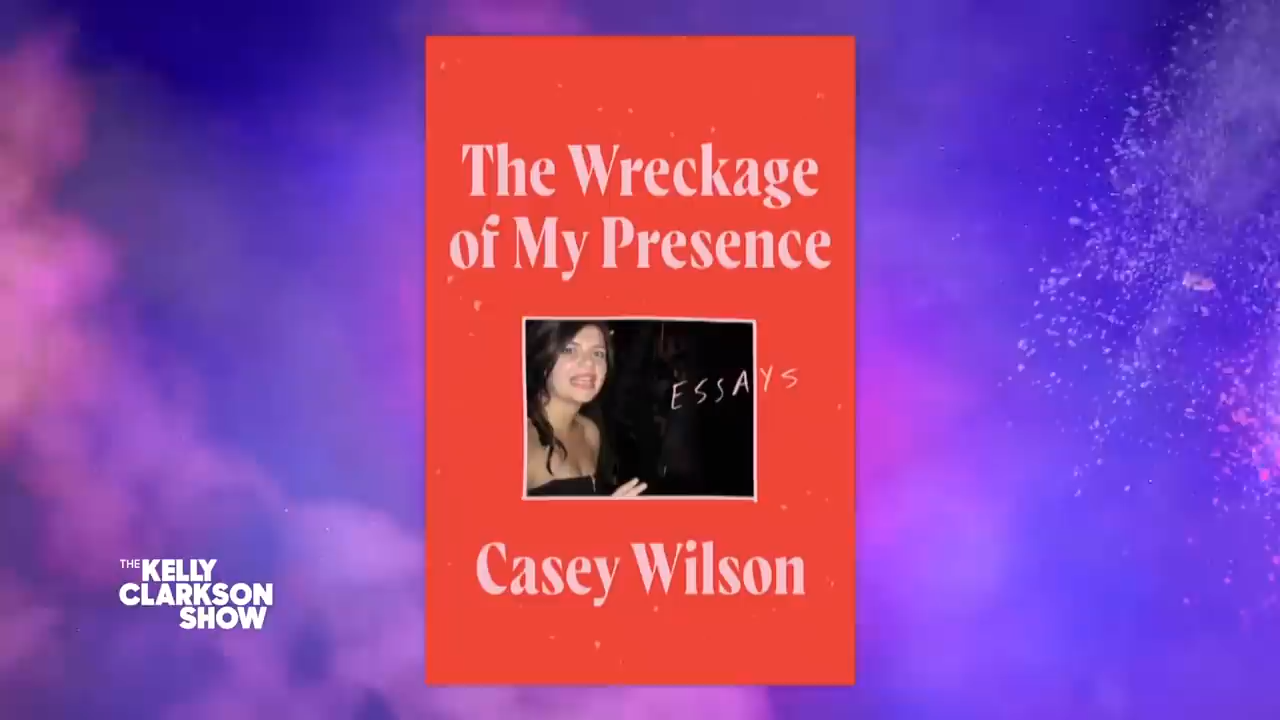 The Wreckage
of My Presence
ESSAYS
Casey Wilson
THE KELLY
CLARKSON
SHOW